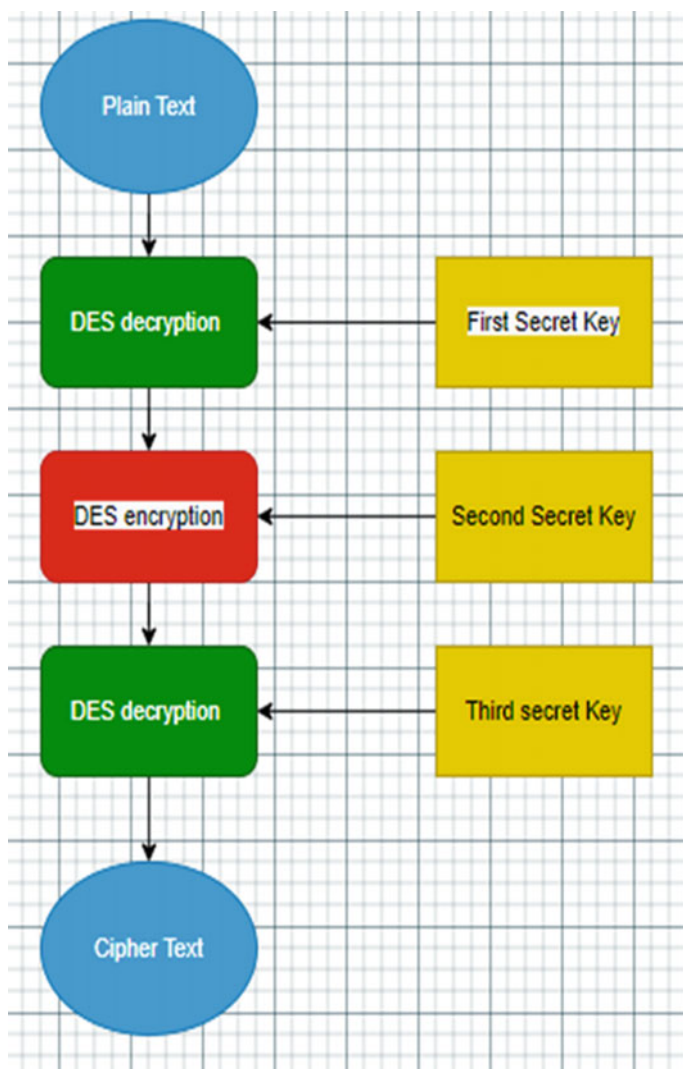 Plain Text
DES decryption
First Secret Key
DES encryption
Second Secret Key
DES decryption
Third secret Key
Cipher Text